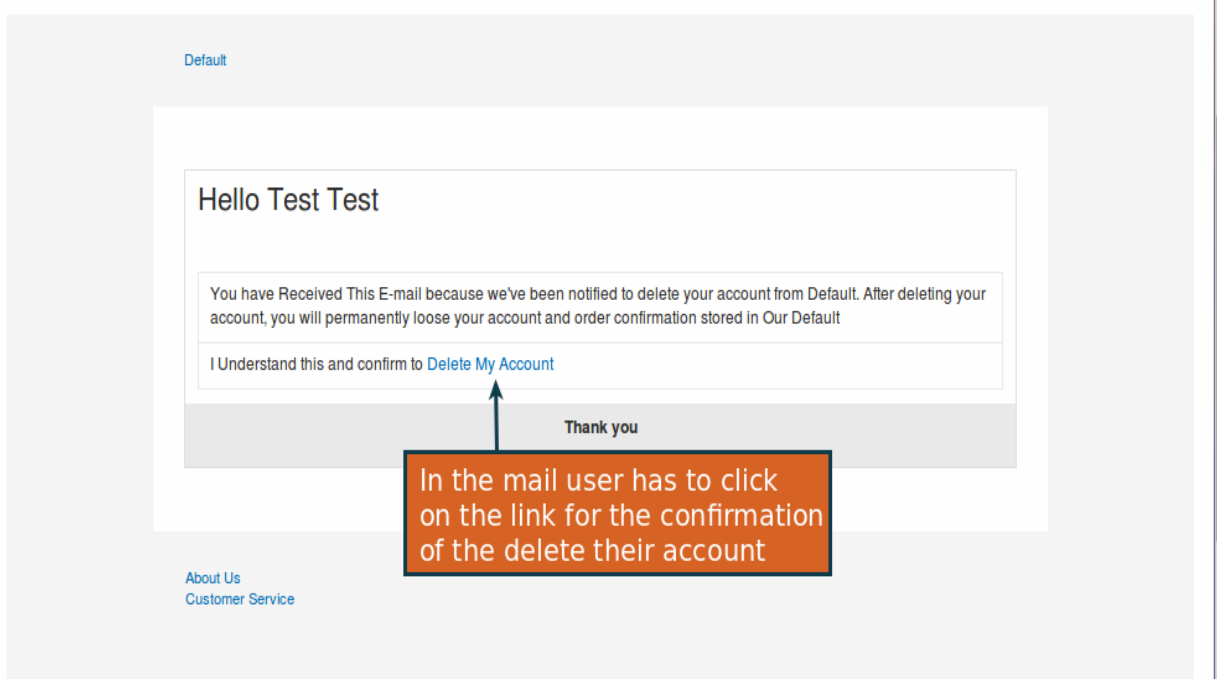 Default
Hello Test Test
You have Received This E-mail because we've been notified to delete your account from Default. After deleting your
account, you will permanently loose your account and order confirmation stored in Our Default
I Understand this and confirm to Delete My Account
Thank you
In the mail user has to click
on the link for the confirmation
of the delete their account
About Us
Customer Service